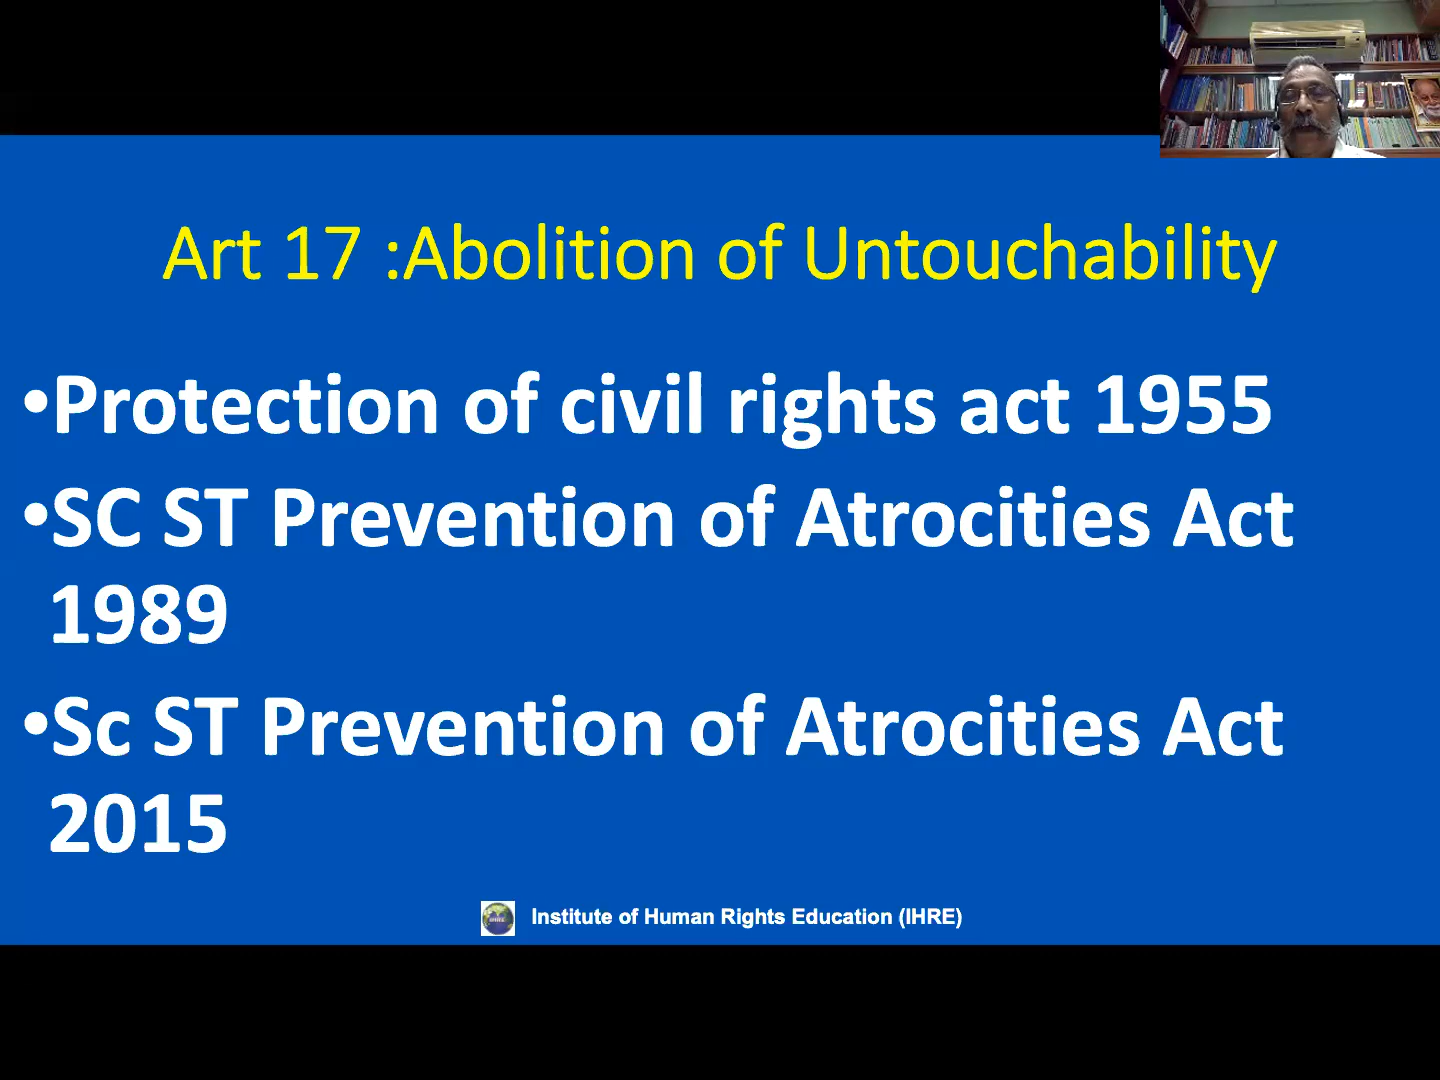 Art 17 :Abolition of Untouchability
•Protection of civil rights act 1955
•SC ST Prevention of Atrocities Act
1989
•Sc ST Prevention of Atrocities Act
2015
IHRE
Institute of Human Rights Education (IHRE)